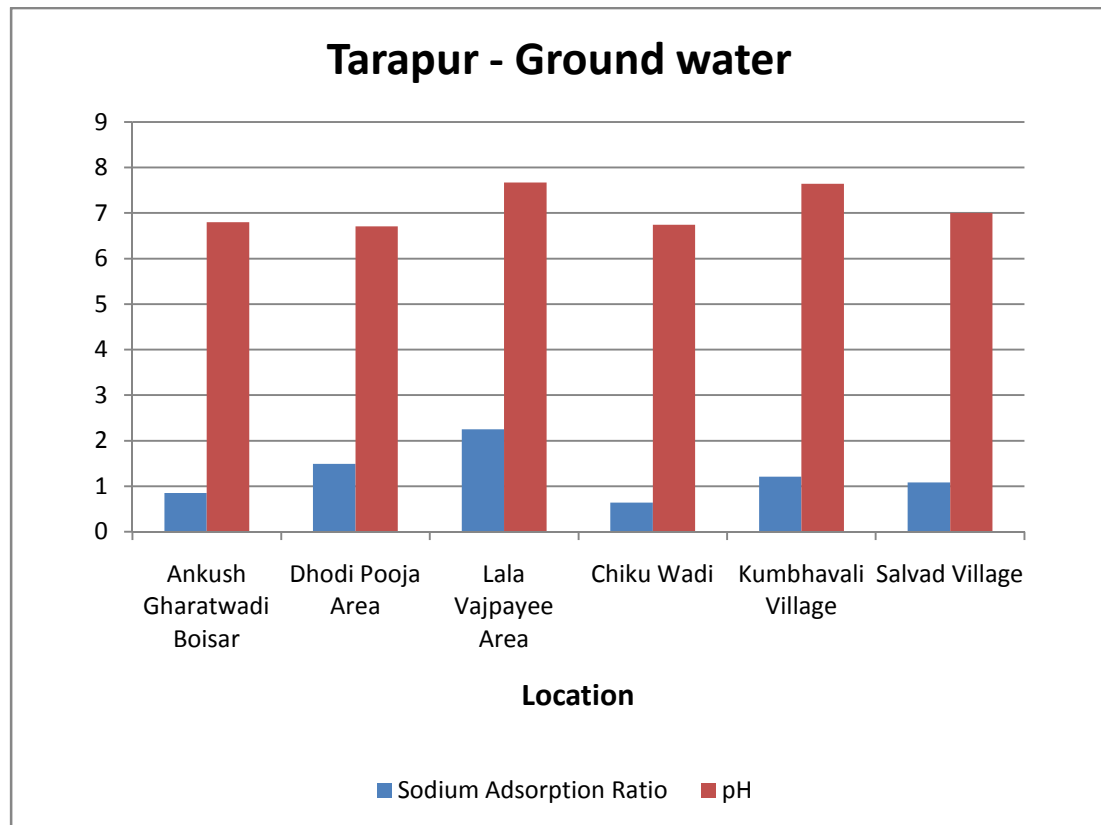 Tarapur - Ground water
9
8
7
6
5
4
3
2
1
0
Ankush
Gharatwadi
Boisar
Dhodi Pooja
Area
Lala
Vajpayee
Area
Chiku Wadi
Kumbhavali
Village
Salvad Village
Location
Sodium Adsorption Ratio
pH